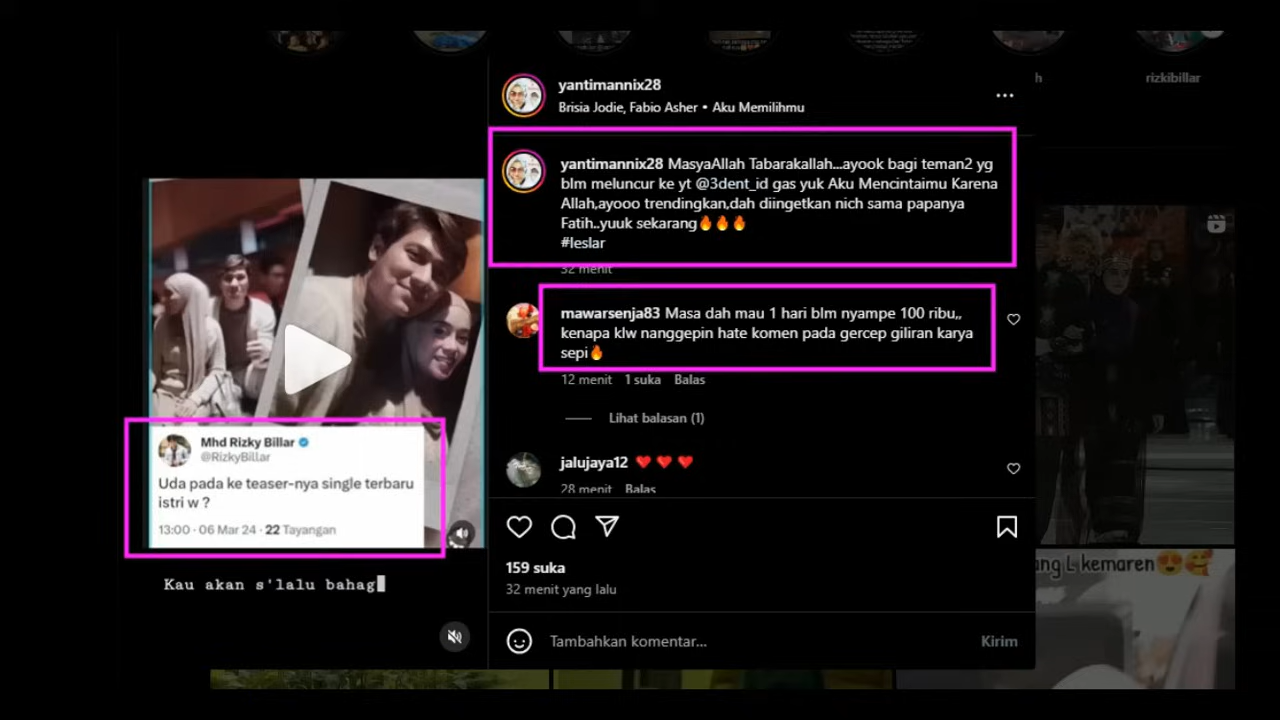 h
rizkibillar
yantimannix28
Brisia Jodie, Fabio Asher • Aku Memilihmu
yantimannix28 MasyaAllah Tabarakallah...ayook bagi teman2 yg
blm meluncur ke yt @3dent_id gas yuk Aku Mencintaimu Karena
Allah,ayooo trendingkan,dah diingetkan nich sama papanya
Fatih..yuuk sekarang🔥🔥🔥
#leslar
32 menit
mawarsenja83 Masa dah mau 1 hari blm nyampe 100 ribu,,
kenapa klw nanggepin hate komen pada gercep giliran karya
sepi🔥
12 menit 1 suka Balas
Lihat balasan (1)
jalujaya12 ❤️❤️❤️
28 menit Balas
Mhd Rizky Billar
@RizkyBillar
Uda pada ke teaser-nya single terbaru
istri w ?
13:00 · 06 Mar 24 · 22 Tayangan
Kau akan s'lalu bahag
159 suka
32 menit yang lalu
Tambahkan komentar... Kirim
ang L kemaren😍🥰